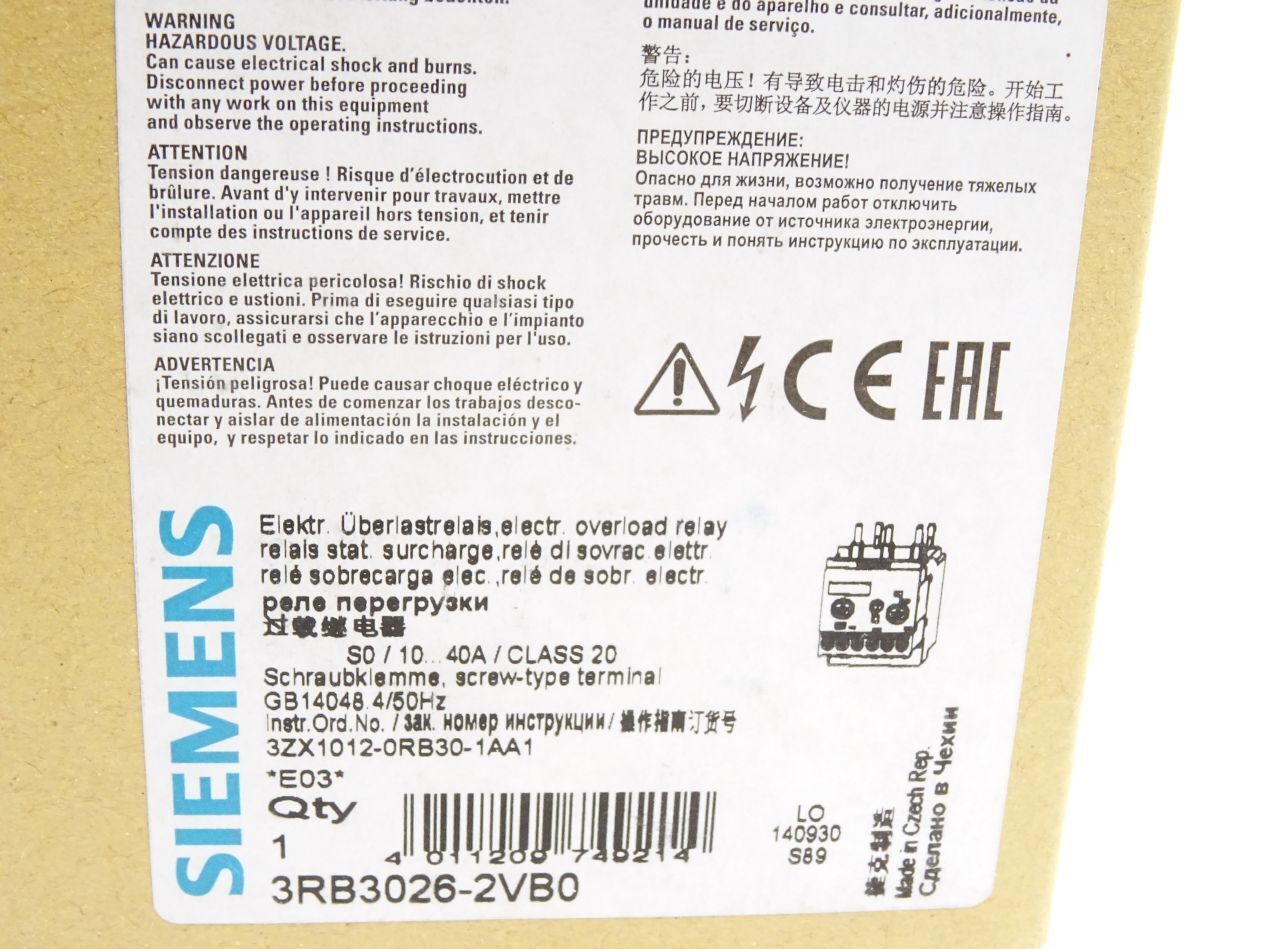 WARNING
HAZARDOUS VOLTAGE.
Can cause electrical shock and burns.
Disconnect power before proceeding
with any work on this equipment
and observe the operating instructions.
ATTENTION
Tension dangereuse ! Risque d'électrocution et de
brûlure. Avant d'y intervenir pour travaux, mettre
l'installation ou l'appareil hors tension, et tenir
compte des instructions de service.
ATTENZIONE
Tensione elettrica pericolosa! Rischio di shock
elettrico e ustioni. Prima di eseguire qualsiasi tipo
di lavoro, assicurarsi che l'apparecchio e l'impianto
siano scollegati e osservare le istruzioni per l'uso.
ADVERTENCIA
¡Tensión peligrosa! Puede causar choque eléctrico y
quemaduras. Antes de comenzar los trabajos desco-
nectar y aislar de alimentación la instalación y el
equipo, y respetar lo indicado en las instrucciones.
unidade e do aparelho e consultar, adicionalmente,
o manual de serviço.
警告:
危险的电压！有导致电击和灼伤的危险。开始工
作之前，要切断设备及仪器的电源并注意操作指南。
ПРЕДУПРЕЖДЕНИЕ:
ВЫСОКОЕ НАПРЯЖЕНИЕ!
Опасно для жизни, возможно получение тяжелых
травм. Перед началом работ отключить
оборудование от источника электроэнергии,
прочесть и понять инструкцию по эксплуатации.
CE EAC
SIEMENS
Elektr. Überlastrelais,electr. overload relay
relais stat. surcharge,relè di sovrac.elettr.
relé sobrecarga elec.,relé de sobr. electr.
реле перегрузки
过载继电器
S0 / 10...40A / CLASS 20
Schraubklemme, screw-type terminal
GB14048.4/50Hz
Instr.Ord.No. / зак. номер инструкции / 操作指南订货号
3ZX1012-0RB30-1AA1
*E03*
Qty
1
4 011209 749214
3RB3026-2VB0
LO
140930
S89
捷克制造
Made in Czech Rep.
Сделано в Чехии